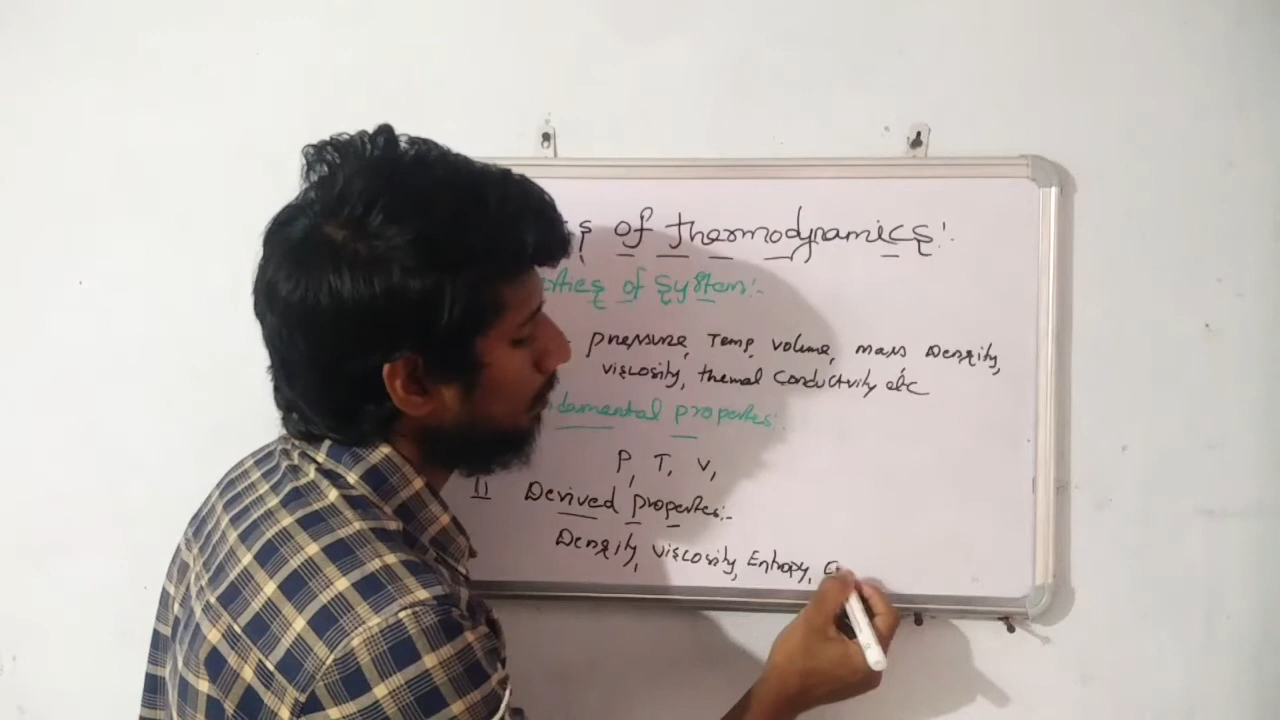 of thermodynamics:-
of system:-
pressure, Temp, volume, mass Density,
viscosity, thermal conductivity etc
properties:-
P, T, V,
II Derived properties:-
Density, viscosity, Entropy,